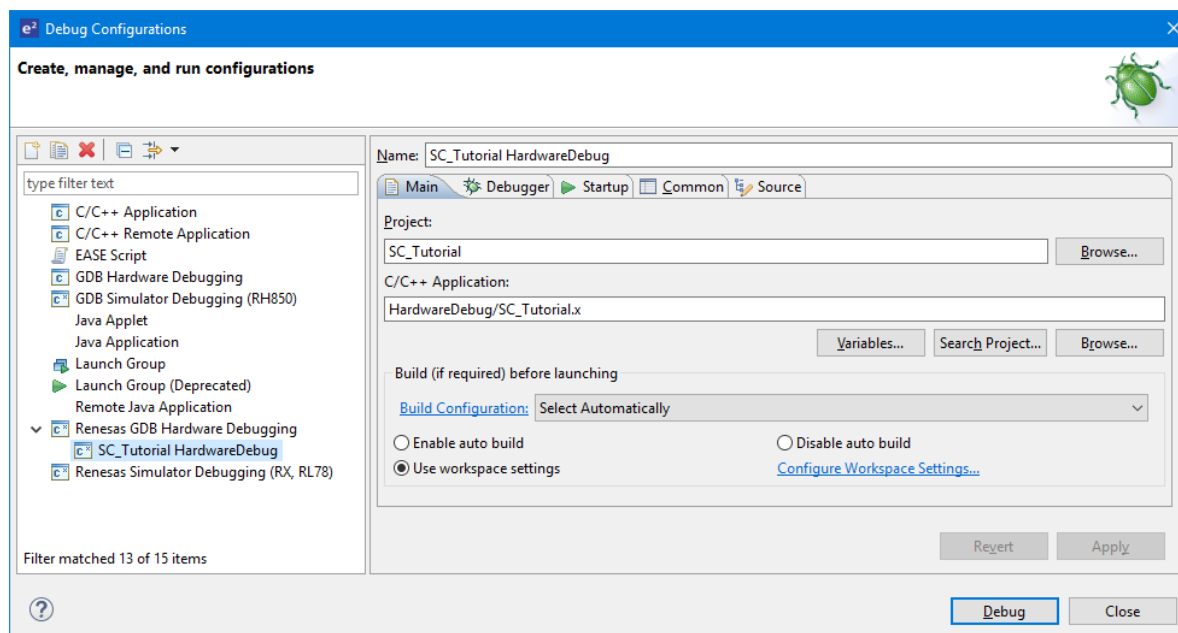 e² Debug Configurations
Create, manage, and run configurations
type filter text
C/C++ Application
C/C++ Remote Application
EASE Script
GDB Hardware Debugging
GDB Simulator Debugging (RH850)
Java Applet
Java Application
Launch Group
Launch Group (Deprecated)
Remote Java Application
Renesas GDB Hardware Debugging
SC_Tutorial HardwareDebug
Renesas Simulator Debugging (RX, RL78)
Filter matched 13 of 15 items
Name: SC_Tutorial HardwareDebug
Main Debugger Startup Common Source
Project:
SC_Tutorial Browse...
C/C++ Application:
HardwareDebug/SC_Tutorial.x
Variables... Search Project... Browse...
Build (if required) before launching
Build Configuration: Select Automatically
Enable auto build Disable auto build
Use workspace settings Configure Workspace Settings...
Revert Apply
? Debug Close